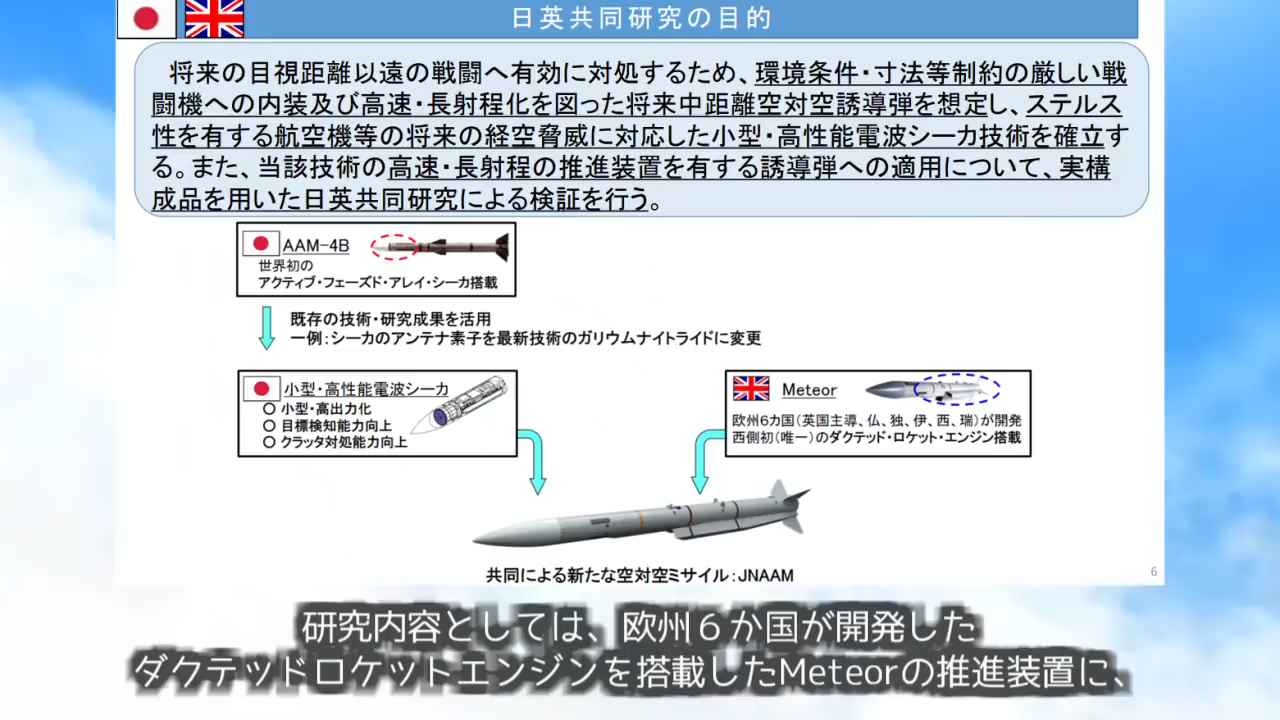 日英共同研究の目的
将来の目視距離以遠の戦闘へ有効に対処するため、環境条件・寸法等制約の厳しい戦
闘機への内装及び高速・長射程化を図った将来中距離空対空誘導弾を想定し、ステルス
性を有する航空機等の将来の経空脅威に対応した小型・高性能電波シーカ技術を確立す
る。また、当該技術の高速・長射程の推進装置を有する誘導弾への適用について、実構
成品を用いた日英共同研究による検証を行う。
AAM-4B
世界初の
アクティブ・フェーズド・アレイ・シーカ搭載
既存の技術・研究成果を活用
一例：シーカのアンテナ素子を最新技術のガリウムナイトライドに変更
小型・高性能電波シーカ
〇 小型・高出力化
〇 目標検知能力向上
〇 クラッタ対処能力向上
Meteor
欧州6カ国（英国主導、仏、独、伊、西、瑞）が開発
西側初（唯一）のダクテッド・ロケット・エンジン搭載
共同による新たな空対空ミサイル：JNAAM
6
研究内容としては、欧州６か国が開発した
ダクテッドロケットエンジンを搭載したMeteorの推進装置に、